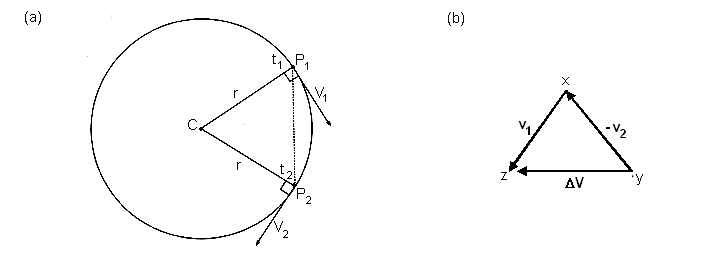 (a)
(b)
t₁ P₁
r
V₁
C
r
t₂
P₂
V₂
x
v₁
-v₂
z
y
ΔV